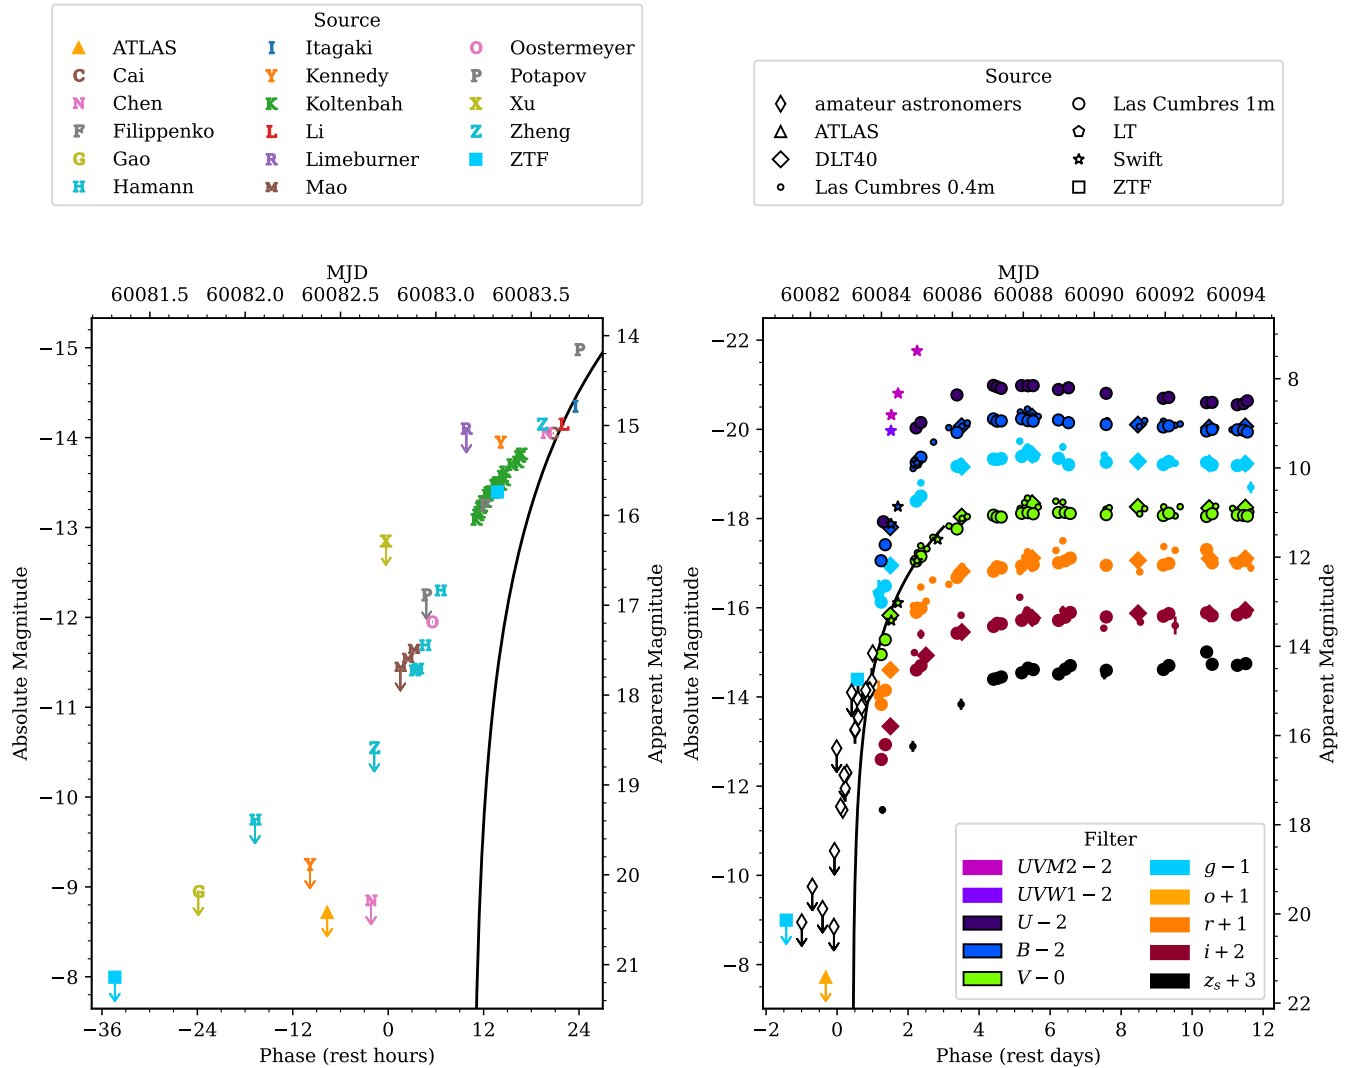 Source
ATLAS
Cai
Chen
Filippenko
Gao
Hamann
Itagaki
Kennedy
Koltenbah
Li
Limeburner
Mao
Oostermeyer
Potapov
Xu
Zheng
ZTF
C
N
F
G
H
I
Y
K
L
R
M
O
P
X
Z
Source
amateur astronomers
ATLAS
DLT40
Las Cumbres 0.4m
Las Cumbres 1m
LT
Swift
ZTF
MJD
60081.5 60082.0 60082.5 60083.0 60083.5
−15
−14
−13
−12
−11
−10
−9
−8
Absolute Magnitude
14
15
16
17
18
19
20
21
Apparent Magnitude
−36 −24 −12 0 12 24
Phase (rest hours)
MJD
60082 60084 60086 60088 60090 60092 60094
−22
−20
−18
−16
−14
−12
−10
−8
Absolute Magnitude
8
10
12
14
16
18
20
22
Apparent Magnitude
−2 0 2 4 6 8 10 12
Phase (rest days)
Filter
UVM2 − 2
UVW1 − 2
U − 2
B − 2
V − 0
g − 1
o + 1
r + 1
i + 2
zs + 3